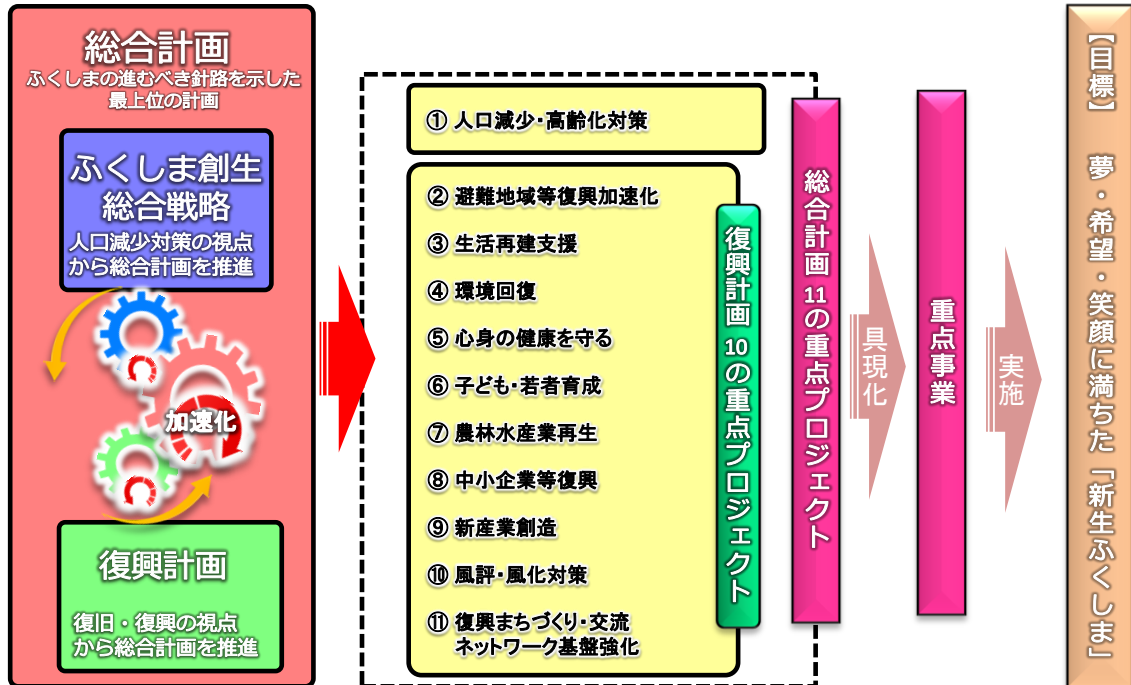 総合計画
ふくしまの進むべき針路を示した
最上位の計画
ふくしま創生
総合戦略
人口減少対策の視点
から総合計画を推進
加速化
復興計画
復旧・復興の視点
から総合計画を推進
① 人口減少・高齢化対策
② 避難地域等復興加速化
③ 生活再建支援
④ 環境回復
⑤ 心身の健康を守る
⑥ 子ども・若者育成
⑦ 農林水産業再生
⑧ 中小企業等復興
⑨ 新産業創造
⑩ 風評・風化対策
⑪ 復興まちづくり・交流
ネットワーク基盤強化
復興計画 10の重点プロジェクト
総合計画 11の重点プロジェクト
具現化
重点事業
実施
【目標】 夢・希望・笑顔に満ちた「新生ふくしま」